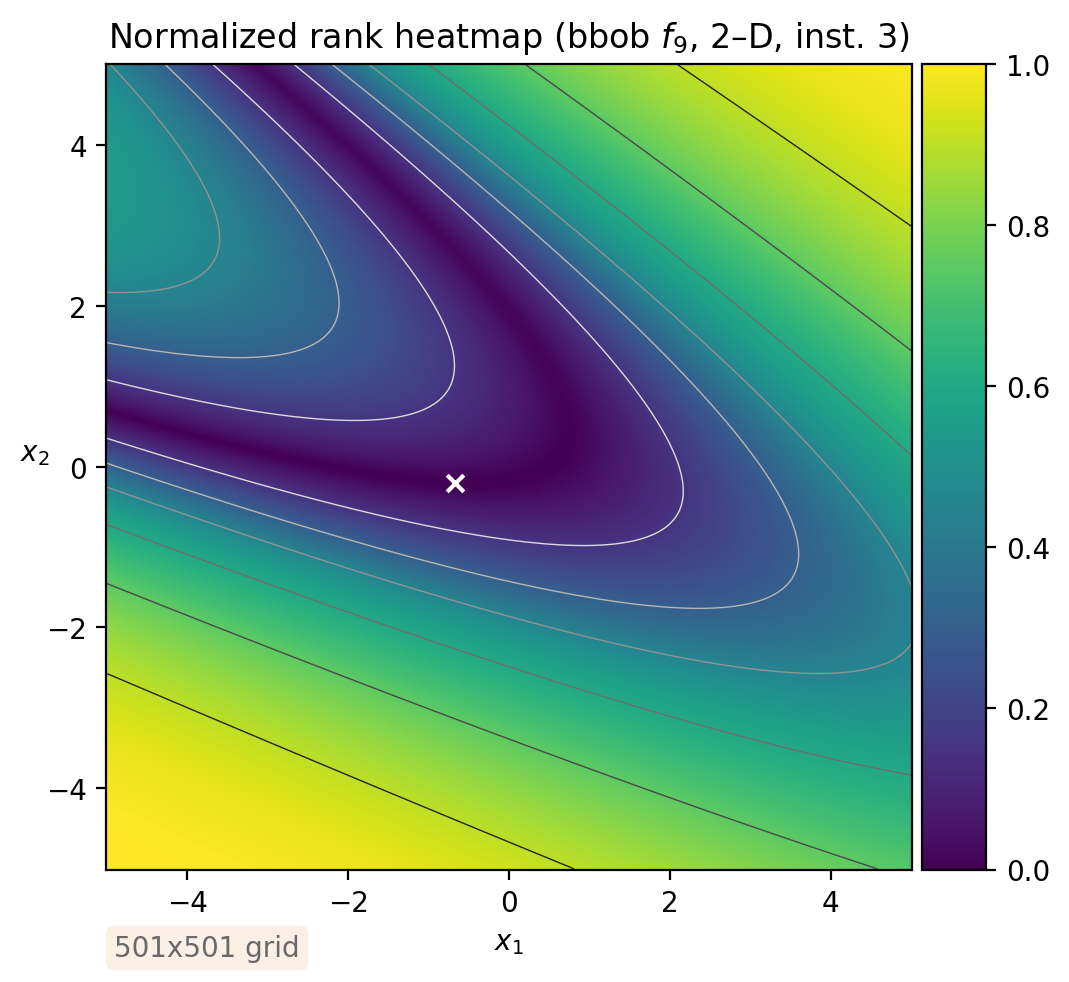 Normalized rank heatmap (bbob f₉, 2–D, inst. 3)
1.0
0.8
0.6
0.4
0.2
0.0
4
2
0
−2
−4
x₂
−4 −2 0 2 4
x₁
501x501 grid